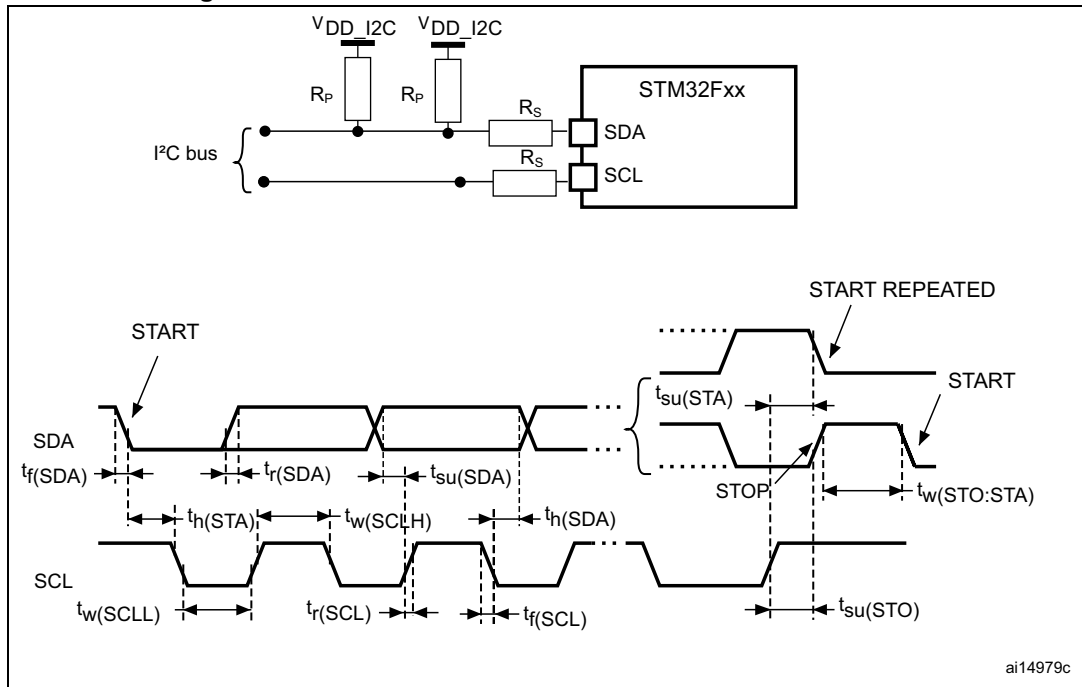 VDD_I2C VDD_I2C
STM32Fxx
RP RP RS
SDA
I²C bus
RS
SCL
START REPEATED
START
START
tsu(STA)
SDA
tf(SDA) tr(SDA) tsu(SDA)
STOP
tw(STO:STA)
th(STA) tw(SCLH) th(SDA)
SCL
tw(SCLL) tr(SCL) tf(SCL) tsu(STO)
ai14979c